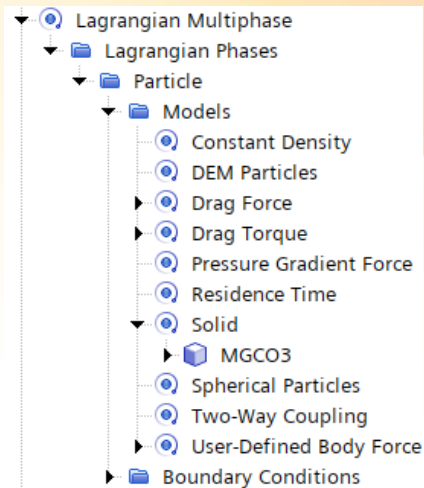 Lagrangian Multiphase
Lagrangian Phases
Particle
Models
Constant Density
DEM Particles
Drag Force
Drag Torque
Pressure Gradient Force
Residence Time
Solid
MGCO3
Spherical Particles
Two-Way Coupling
User-Defined Body Force
Boundary Conditions